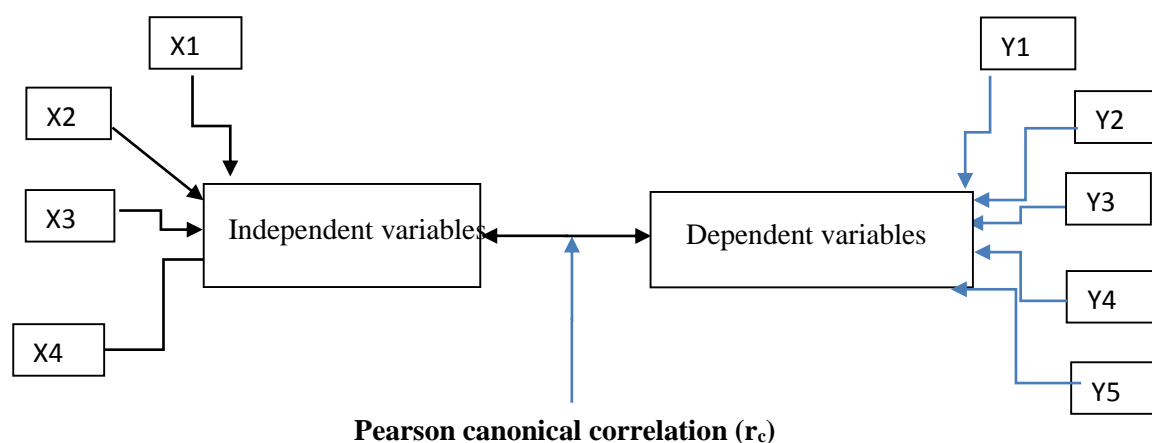 X1
Y1
X2
Y2
X3
Y3
Independent variables
Dependent variables
X4
Y4
Y5
Pearson canonical correlation (rc)